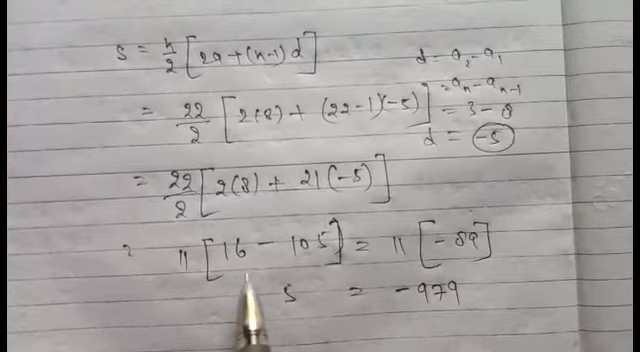 S = n/2 [2a + (n-1) d]
d = a₂ - a₁
= aₙ - aₙ₋₁
= 22/2 [2(8) + (22-1)(-5)]
= 3 - 8
d = -5
= 22/2 [2(8) + 21(-5)]
11 [16 - 105] = 11 [-89]
S = -979